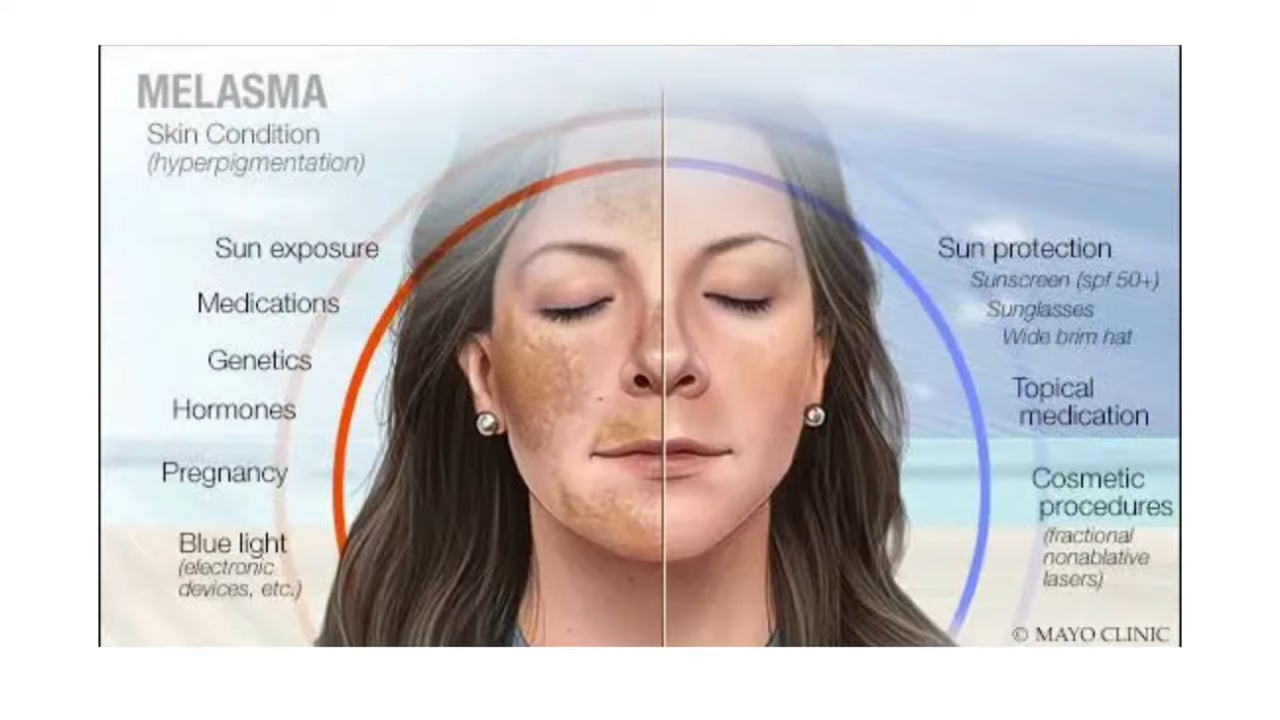 MELASMA
Skin Condition
(hyperpigmentation)
Sun exposure
Medications
Genetics
Hormones
Pregnancy
Blue light
(electronic
devices, etc.)
Sun protection
Sunscreen (spf 50+)
Sunglasses
Wide brim hat
Topical
medication
Cosmetic
procedures
(fractional
nonablative
lasers)
© MAYO CLINIC